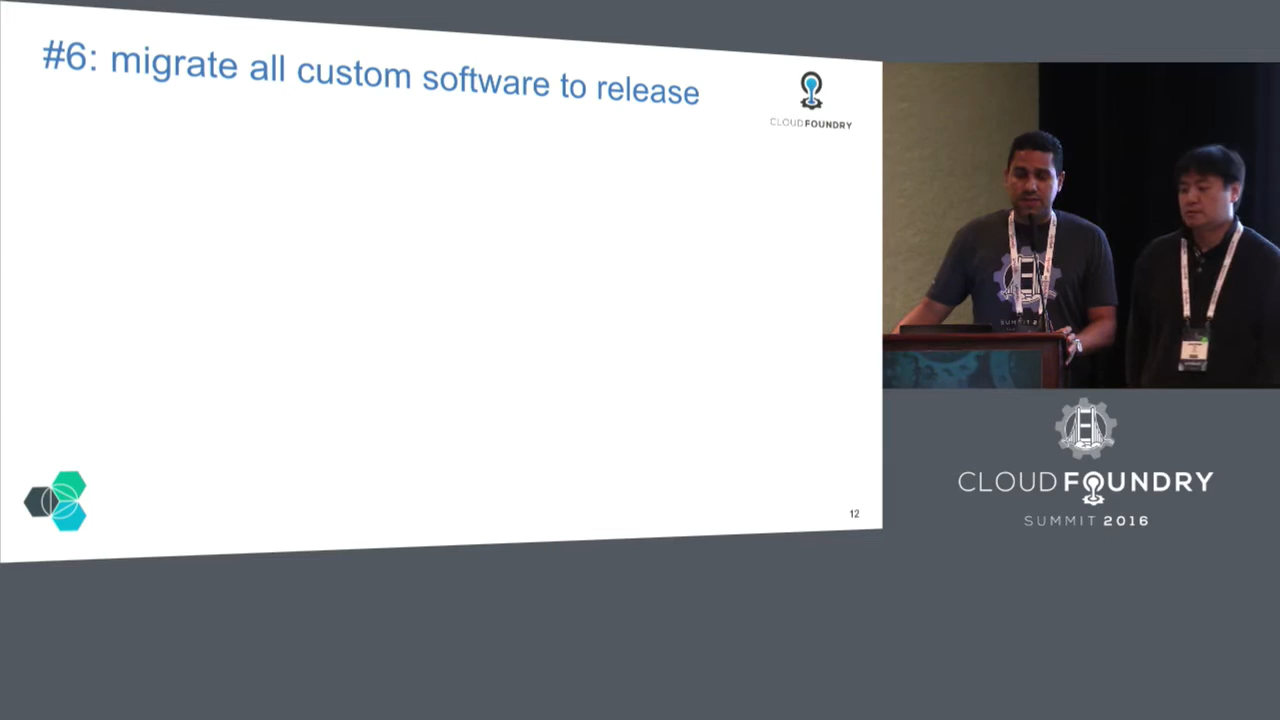 #6: migrate all custom software to release
CLOUDFOUNDRY
12
CLOUD FOUNDRY
SUMMIT 2016